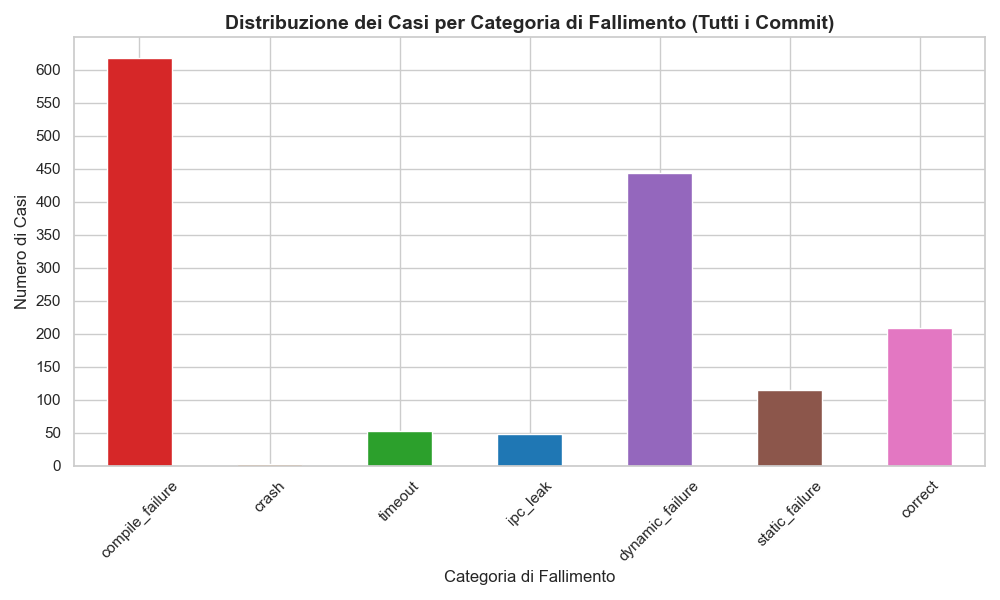 Distribuzione dei Casi per Categoria di Fallimento (Tutti i Commit)
Numero di Casi
600
550
500
450
400
350
300
250
200
150
100
50
0
compile_failure
crash
timeout
ipc_leak
dynamic_failure
static_failure
correct
Categoria di Fallimento